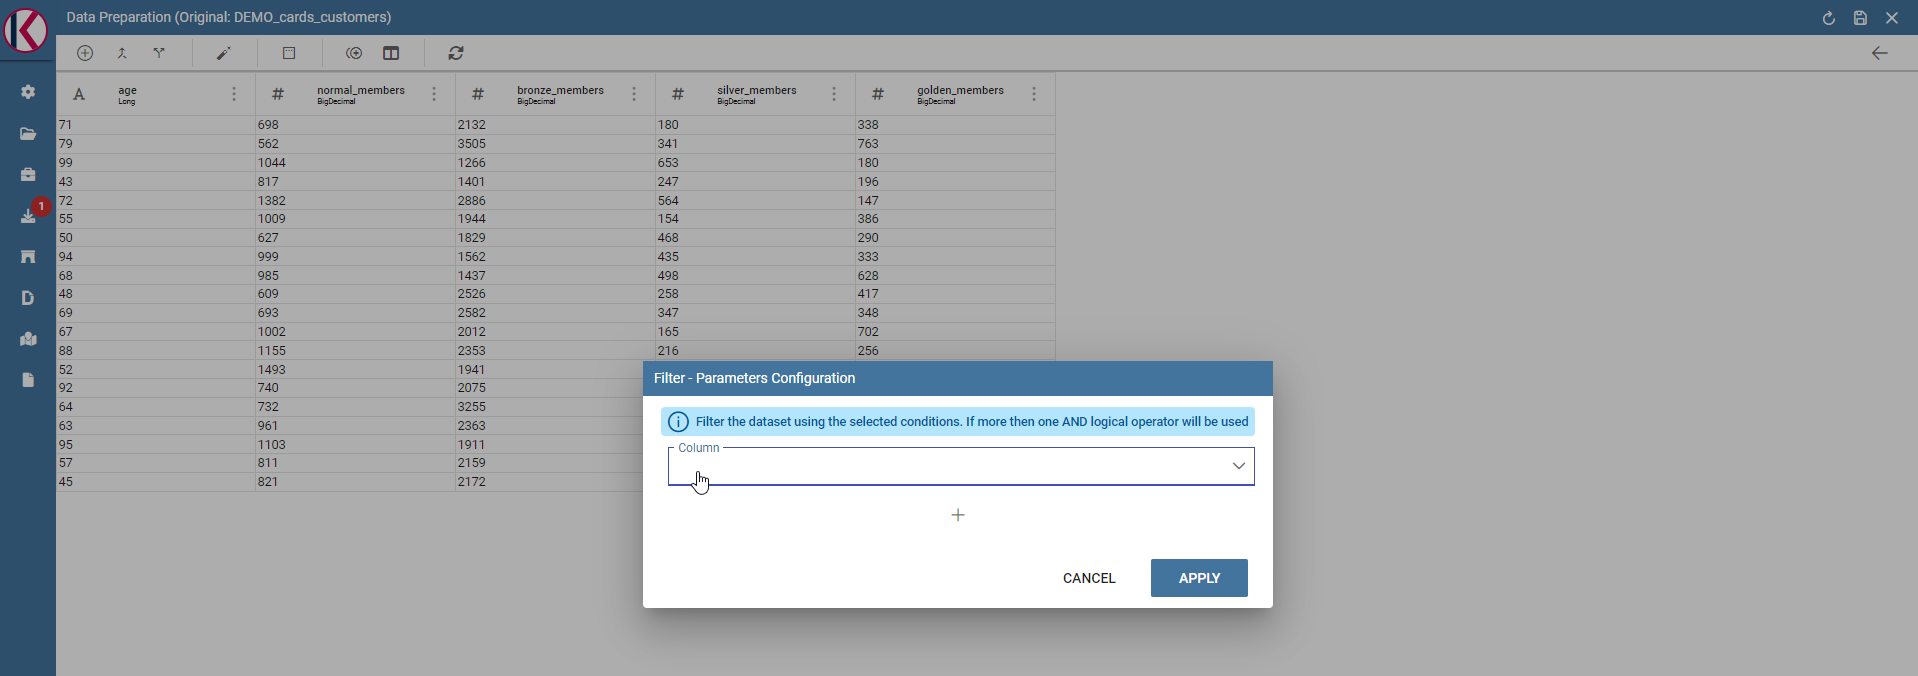 Data Preparation (Original: DEMO_cards_customers)
A age Long # normal_members BigDecimal # bronze_members BigDecimal # silver_members BigDecimal # golden_members BigDecimal
71 698 2132 180 338
79 562 3505 341 763
99 1044 1266 653 180
43 817 1401 247 196
72 1382 2886 564 147
1
55 1009 1944 154 386
50 627 1829 468 290
94 999 1562 435 333
68 985 1437 498 628
48 609 2526 258 417
69 693 2582 347 348
67 1002 2012 165 702
88 1155 2353 216 256
52 1493 1941
92 740 2075
64 732 3255
63 961 2363
95 1103 1911
57 811 2159
45 821 2172
Filter - Parameters Configuration
Filter the dataset using the selected conditions. If more then one AND logical operator will be used
Column
CANCEL APPLY